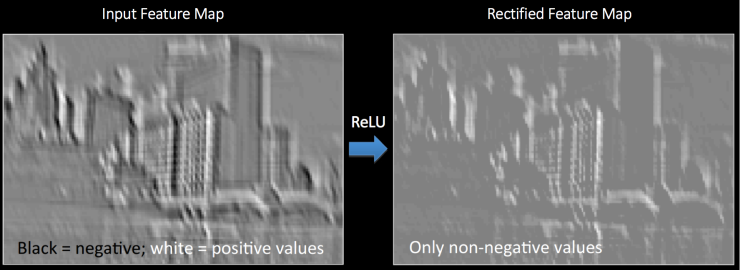 Input Feature Map
Rectified Feature Map
ReLU
Black = negative; white = positive values
Only non-negative values